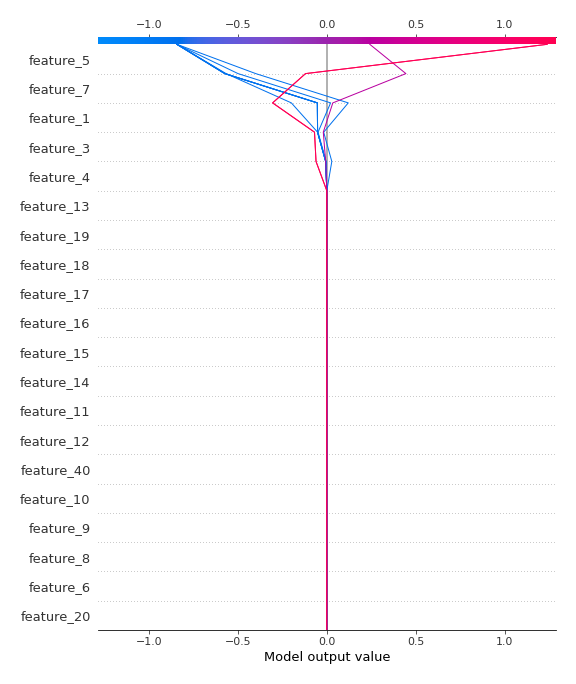 −1.0 −0.5 0.0 0.5 1.0
feature_5
feature_7
feature_1
feature_3
feature_4
feature_13
feature_19
feature_18
feature_17
feature_16
feature_15
feature_14
feature_11
feature_12
feature_40
feature_10
feature_9
feature_8
feature_6
feature_20
−1.0 −0.5 0.0 0.5 1.0
Model output value